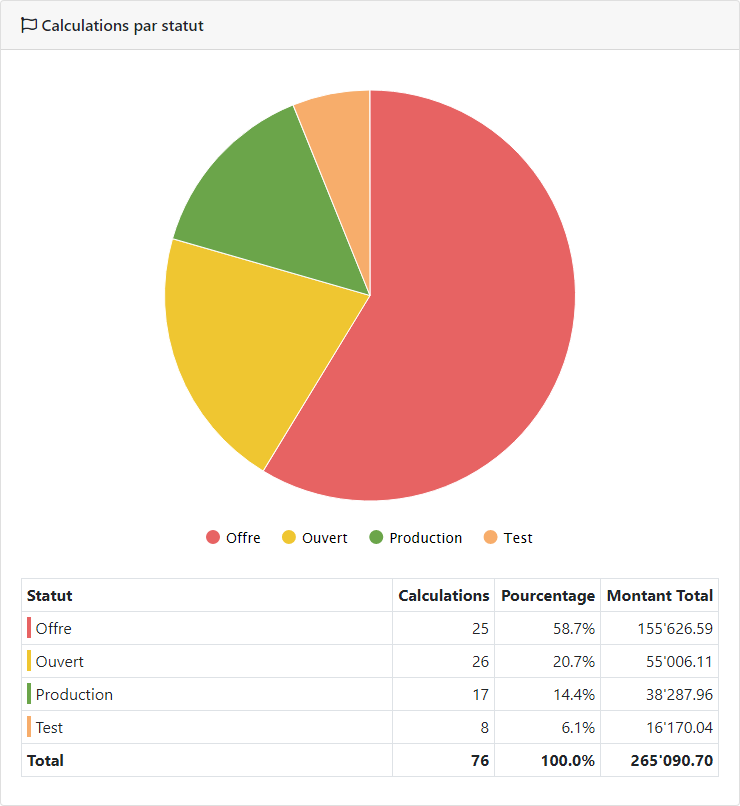 Calculations par statut
Offre Ouvert Production Test
Statut Calculations Pourcentage Montant Total
Offre 25 58.7% 155'626.59
Ouvert 26 20.7% 55'006.11
Production 17 14.4% 38'287.96
Test 8 6.1% 16'170.04
Total 76 100.0% 265'090.70